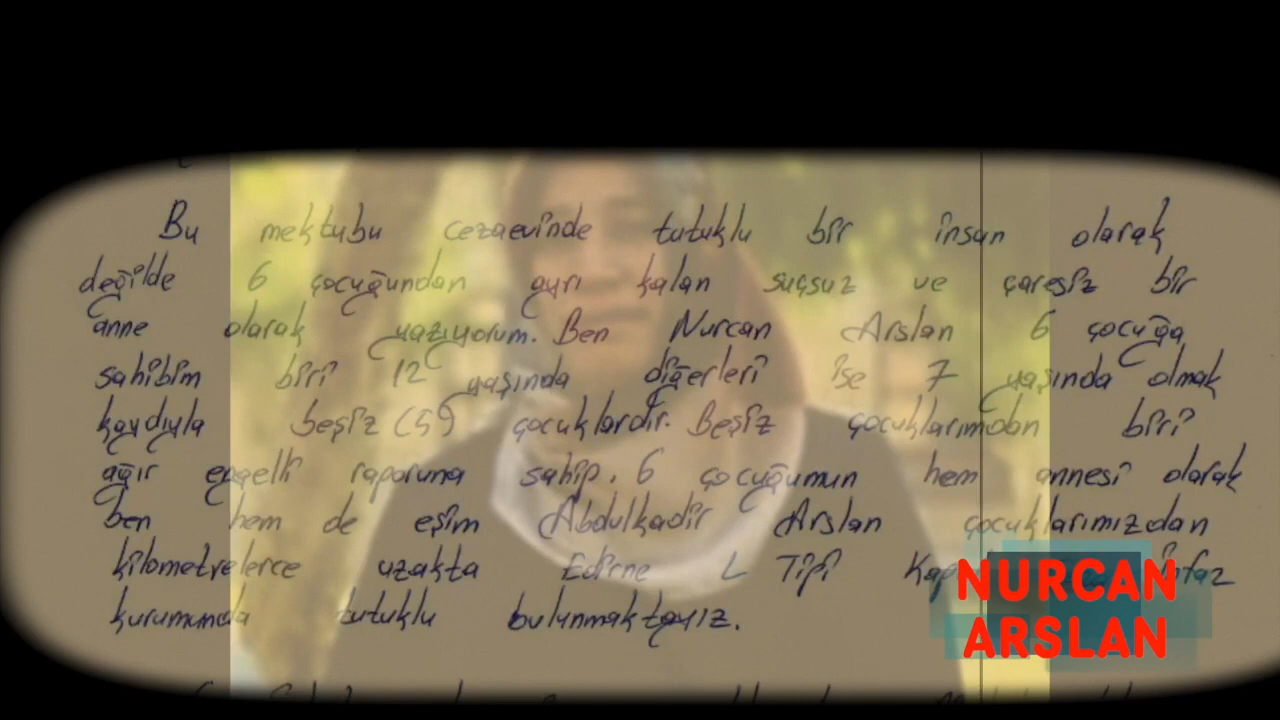 Bu mektubu cezaevinde tutuklu bir insan olarak
değilde 6 çocuğundan ayrı kalan suçsuz ve çaresiz bir
anne olarak yazıyorum. Ben Nurcan Arslan 6 çocuğa
sahibim biri 12 yaşında diğerleri ise 7 yaşında olmak
kaydıyla beşiz (5) çocuklardır. Beşiz çocuklarımdan biri
ağır engelli raporuna sahip. 6 çocuğumun hem annesi olarak
ben hem de eşim Abdulkadir Arslan çocuklarımızdan
kilometrelerce uzakta Edirne L Tipi infaz
kurumunda tutuklu bulunmaktayız.
NURCAN
ARSLAN